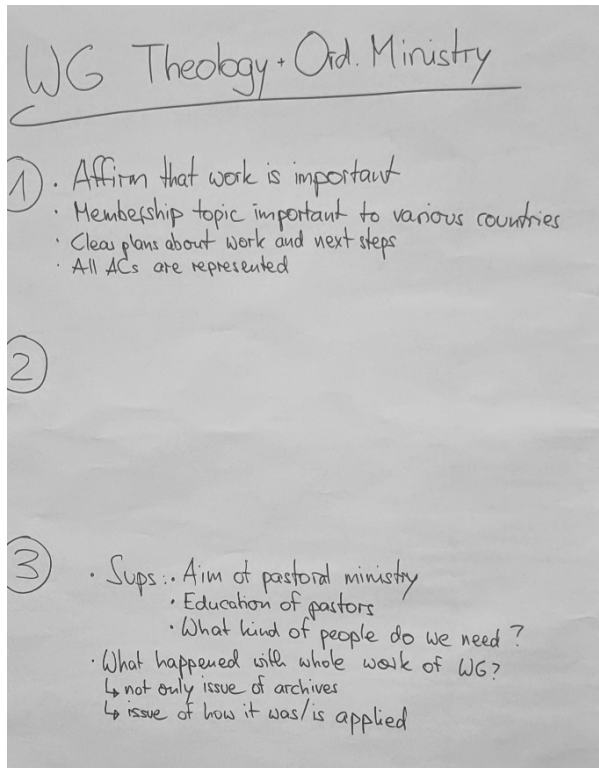 WG Theology + Ord. Ministry
1 · Affirm that work is important
· Membership topic important to various countries
· Clear plans about work and next steps
· All ACs are represented
2
3
· Sups: · Aim of pastoral ministry
· Education of pastors
· What kind of people do we need?
· What happened with whole work of WG?
↳ not only issue of archives
↳ issue of how it was/is applied